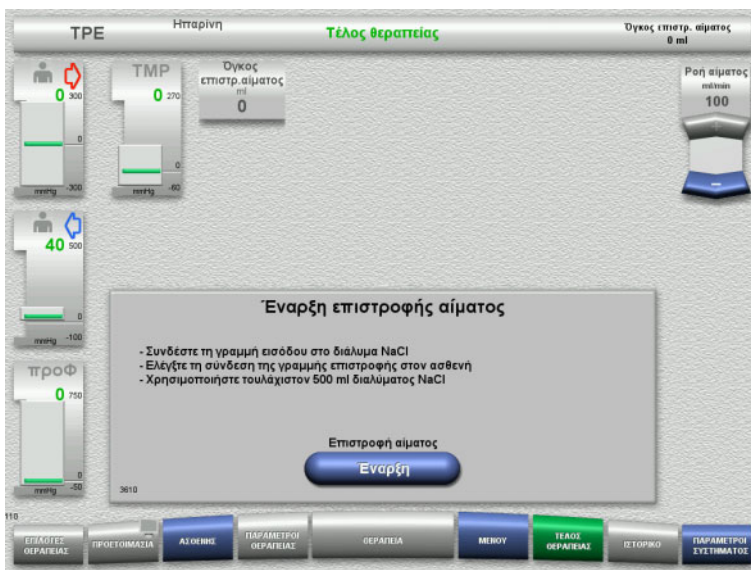 TPE
Ηπαρίνη
Τέλος θεραπείας
Όγκος επιστρ. αίματος
0 ml
0
300
0
-300
mmHg
TMP
0
270
0
-60
mmHg
Όγκος
επιστρ.αίματος
ml
0
Ροή αίματος
ml/min
100
+
-
40
500
0
-100
mmHg
προΦ
0
750
0
-50
mmHg
Έναρξη επιστροφής αίματος
- Συνδέστε τη γραμμή εισόδου στο διάλυμα NaCl
- Ελέγξτε τη σύνδεση της γραμμής επιστροφής στον ασθενή
- Χρησιμοποιήστε τουλάχιστον 500 ml διαλύματος NaCl
Επιστροφή αίματος
Έναρξη
3610
110
ΕΠΙΛΟΓΕΣ
ΘΕΡΑΠΕΙΑΣ
ΠΡΟΕΤΟΙΜΑΣΙΑ
ΑΣΘΕΝΗΣ
ΠΑΡΑΜΕΤΡΟΙ
ΘΕΡΑΠΕΙΑΣ
ΘΕΡΑΠΕΙΑ
ΜΕΝΟΥ
ΤΕΛΟΣ
ΘΕΡΑΠΕΙΑΣ
ΙΣΤΟΡΙΚΟ
ΠΑΡΑΜΕΤΡΟΙ
ΣΥΣΤΗΜΑΤΟΣ